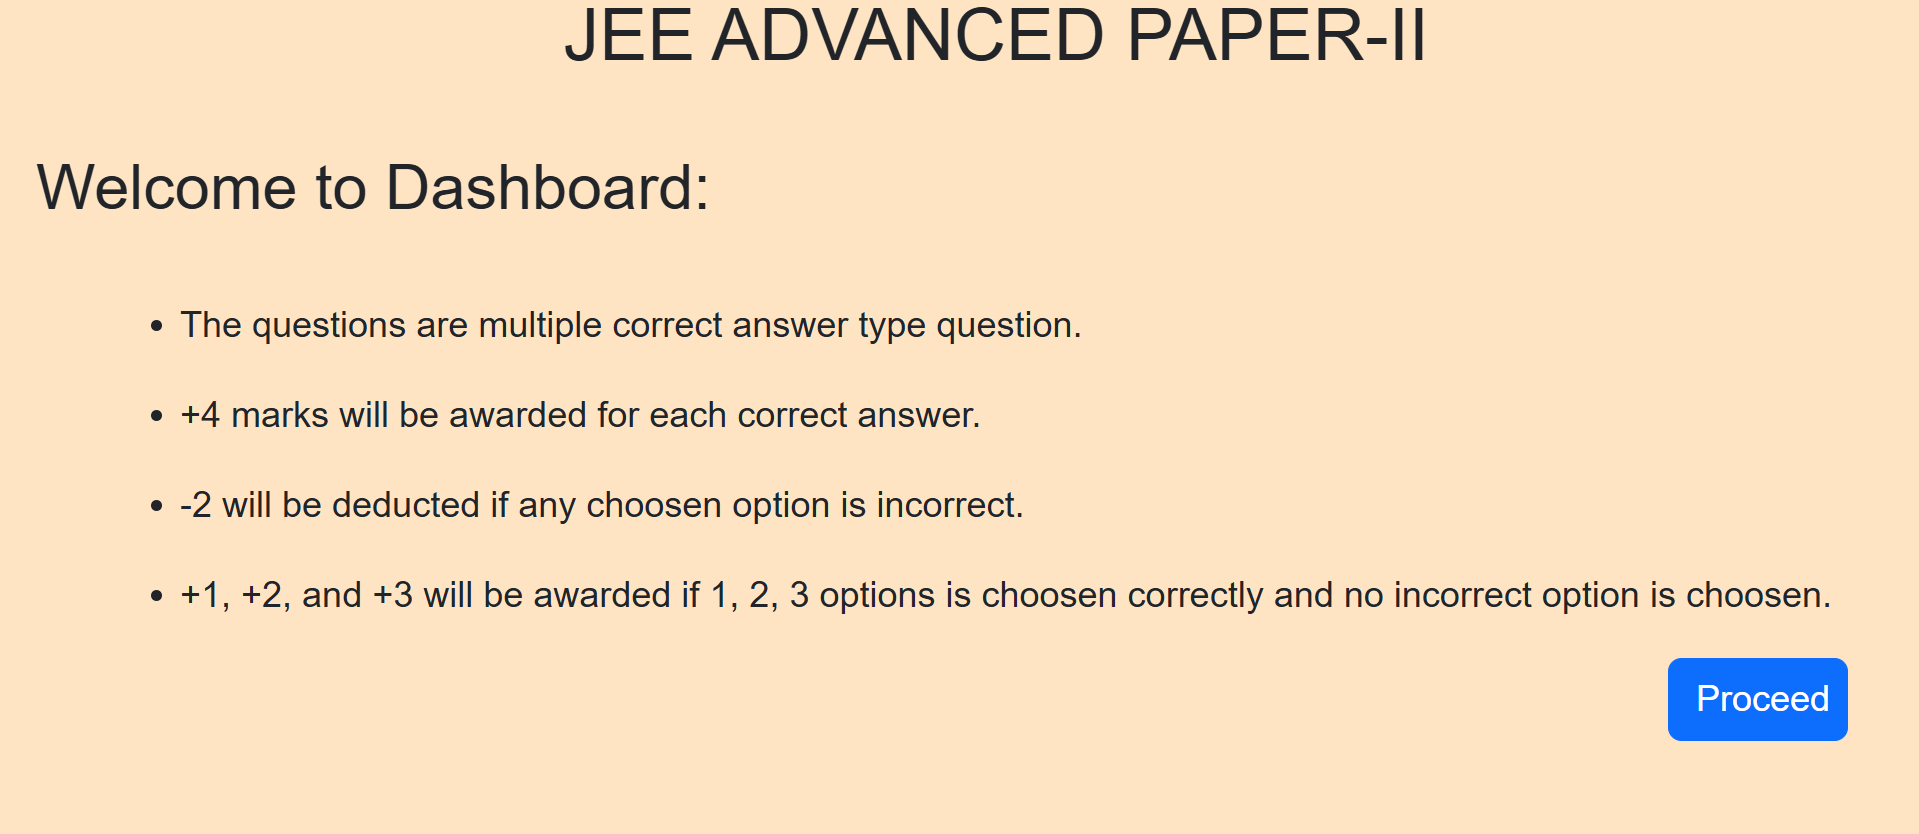 JEE ADVANCED PAPER-II
Welcome to Dashboard:
• The questions are multiple correct answer type question.
• +4 marks will be awarded for each correct answer.
• -2 will be deducted if any choosen option is incorrect.
• +1, +2, and +3 will be awarded if 1, 2, 3 options is choosen correctly and no incorrect option is choosen.
Proceed